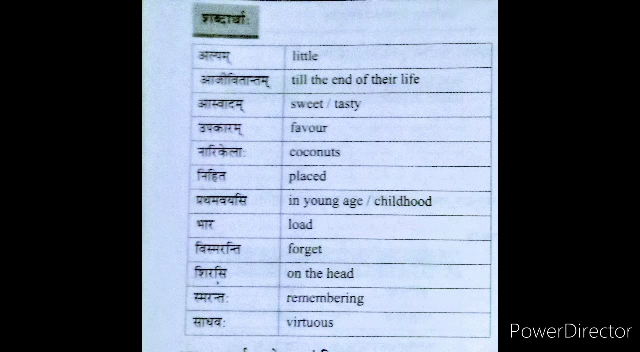 शब्दार्थाः
अल्पम् little
आजीवितान्तम् till the end of their life
आस्वादम् sweet / tasty
उपकारम् favour
नारिकेलाः coconuts
निहित placed
प्रथमवयसि in young age / childhood
भार load
विस्मरन्ति forget
शिरसि on the head
स्मरन्तः remembering
साधवः virtuous
PowerDirector